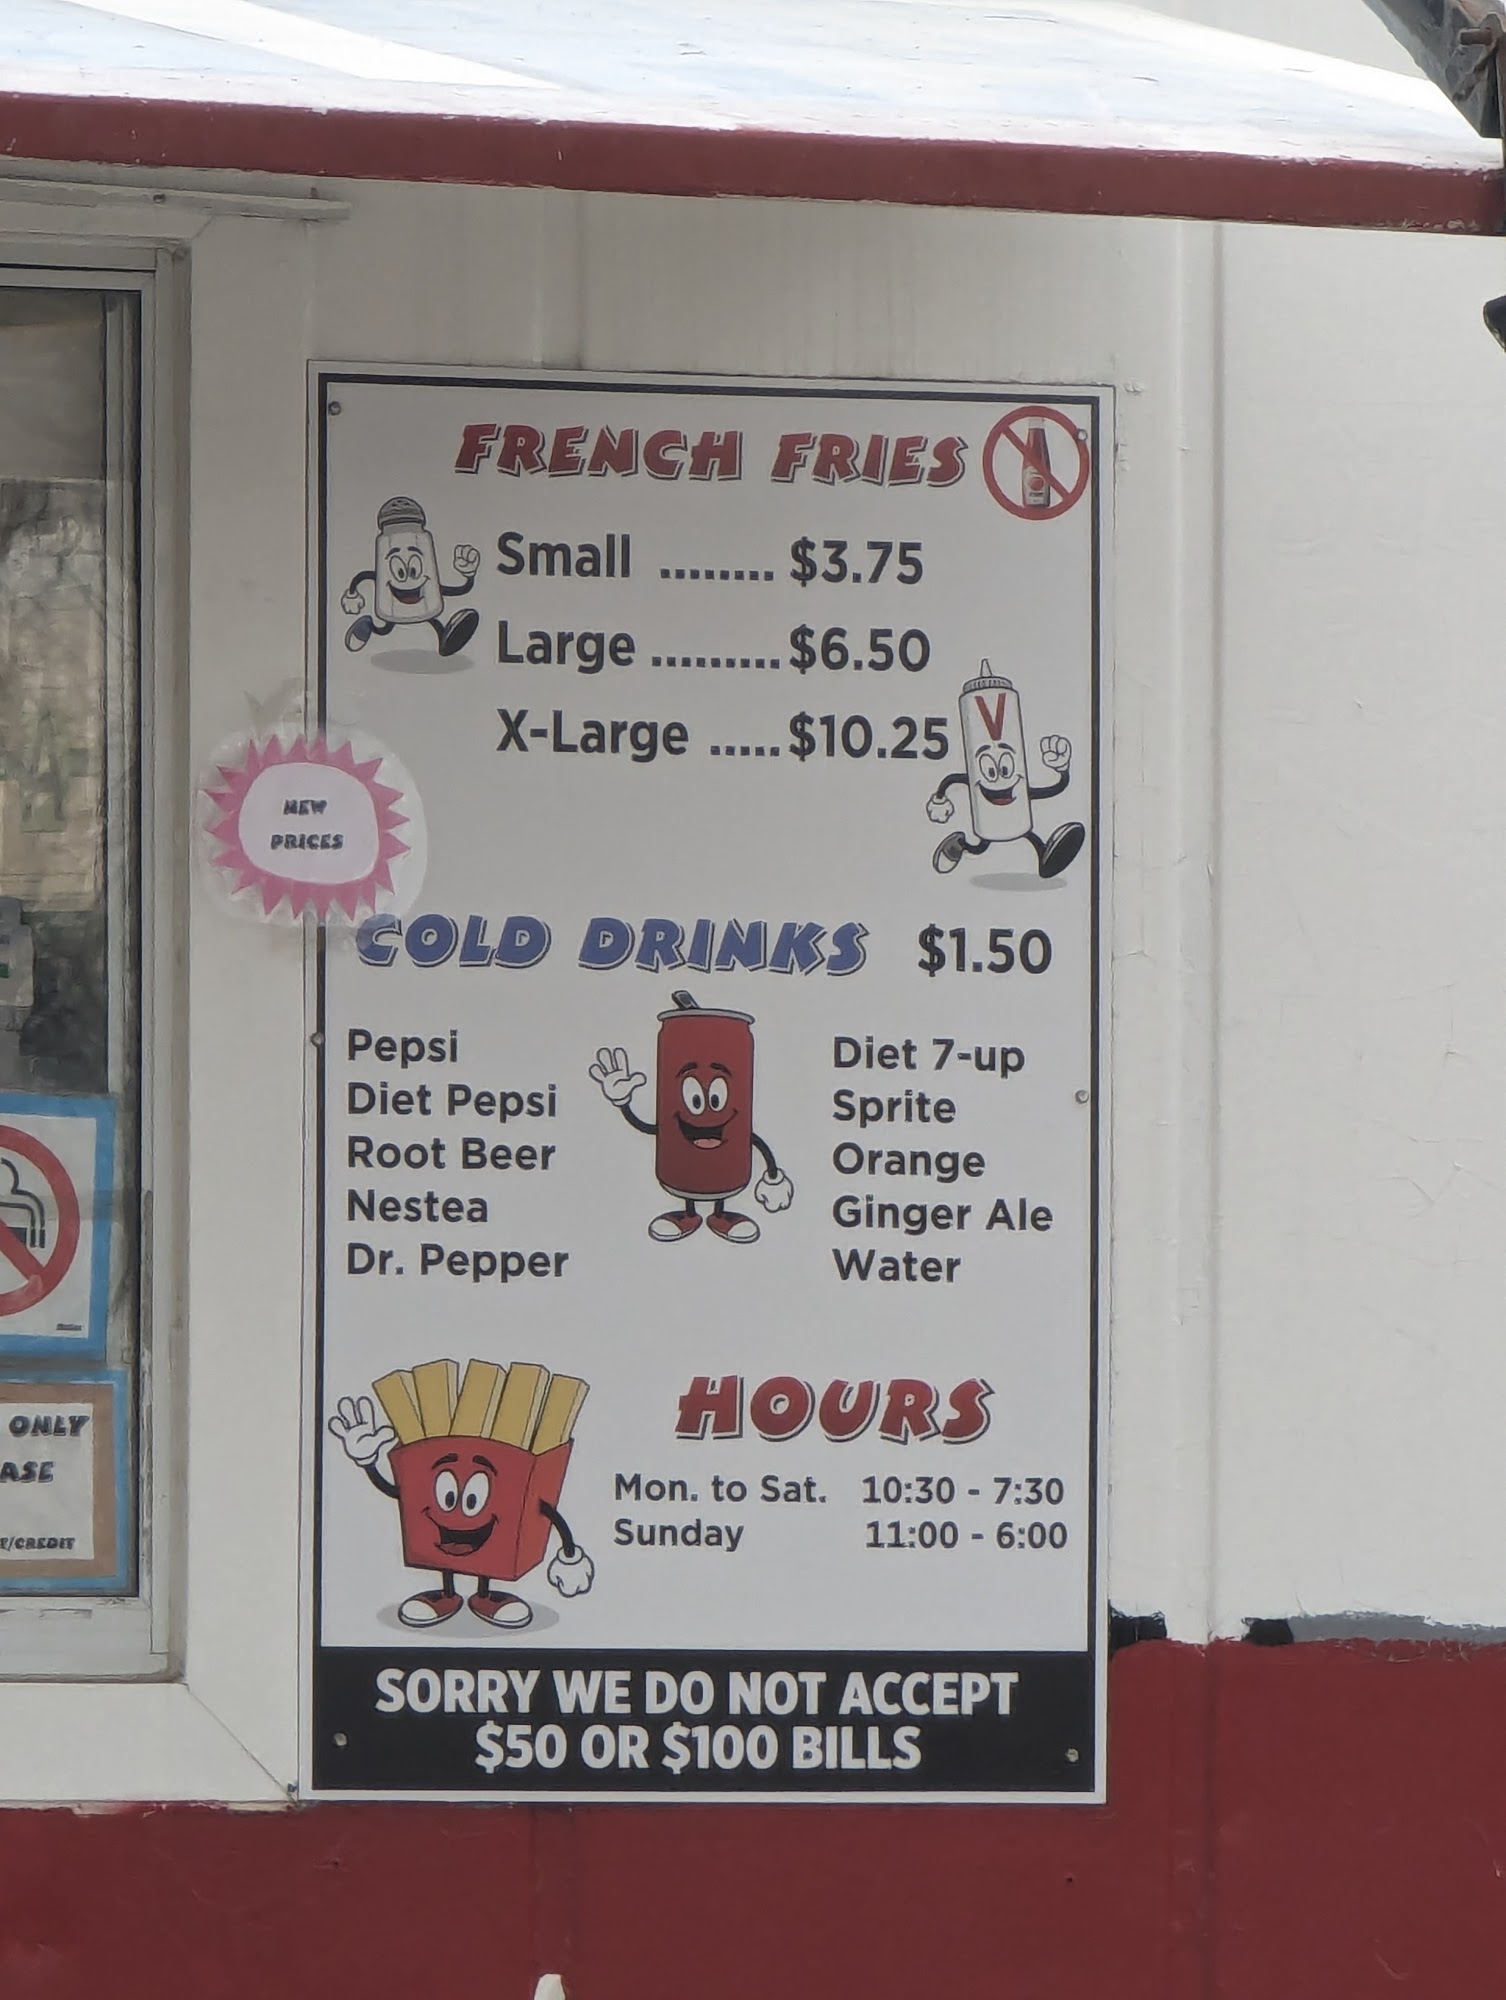 FRENCH FRIES
Small ........ $3.75
Large ......... $6.50
X-Large ..... $10.25
V
NEW
PRICES
COLD DRINKS $1.50
Pepsi
Diet Pepsi
Root Beer
Nestea
Dr. Pepper
Diet 7-up
Sprite
Orange
Ginger Ale
Water
HOURS
Mon. to Sat. 10:30 - 7:30
Sunday 11:00 - 6:00
SORRY WE DO NOT ACCEPT
$50 OR $100 BILLS
ONLY
ASE
/CREDIT